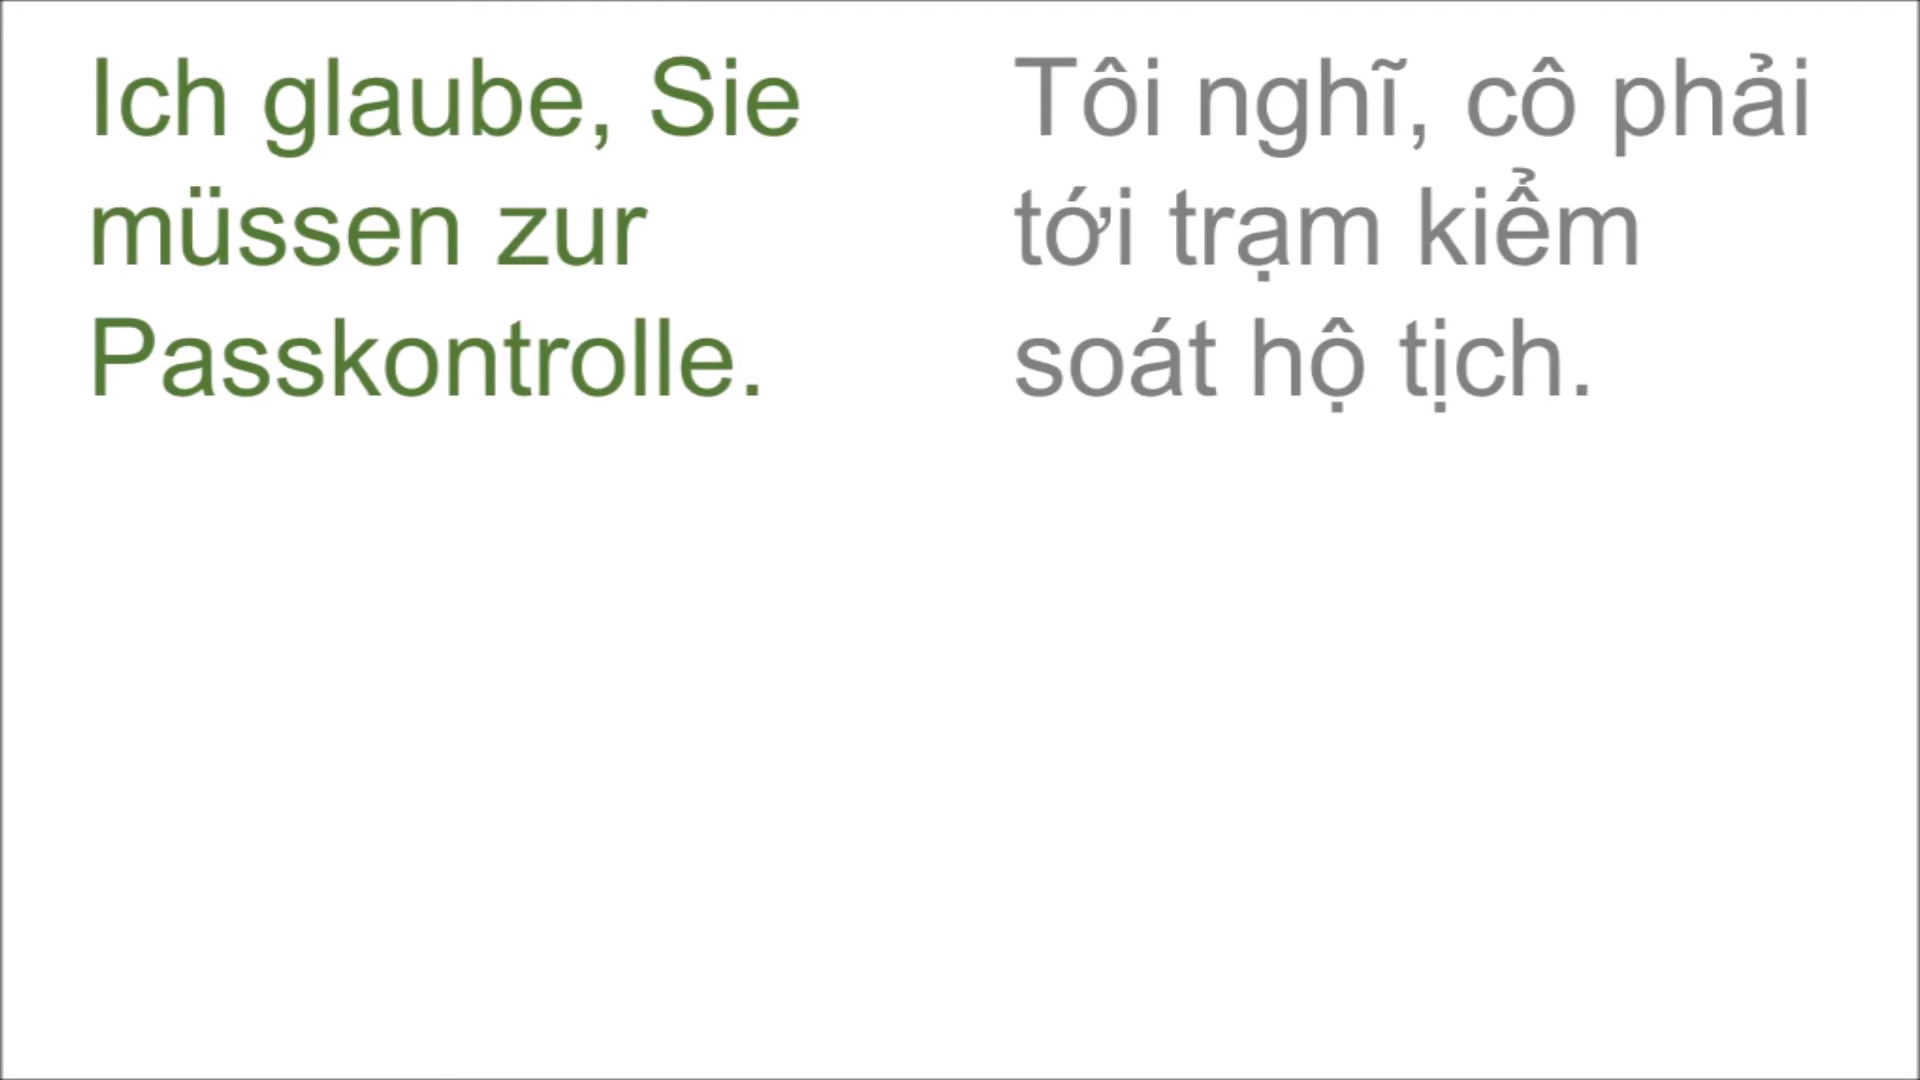 Ich glaube, Sie
müssen zur
Passkontrolle.
Tôi nghĩ, cô phải
tới trạm kiểm
soát hộ tịch.